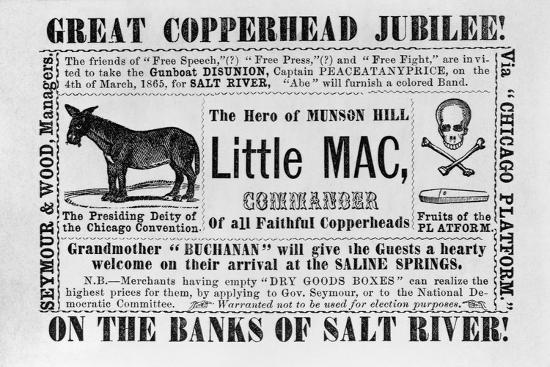 GREAT COPPERHEAD JUBILEE!
The friends of "Free Speech,"(?) "Free Press,"(?) and "Free Fight," are invi-
ted to take the Gunboat DISUNION, Captain PEACEATANYPRICE, on the
4th of March, 1865, for SALT RIVER, "Abe" will furnish a colored Band.
SEYMOUR & WOOD, Managers.
Via "CHICAGO PLATFORM."
The Presiding Deity of
the Chicago Convention.
The Hero of MUNSON HILL
Little MAC,
COMMANDER
Of all Faithful Copperheads
Fruits of the
PLATFORM.
Grandmother "BUCHANAN" will give the Guests a hearty
welcome on their arrival at the SALINE SPRINGS.
N.B.—Merchants having empty "DRY GOODS BOXES" can realize the
highest prices for them, by applying to Gov. Seymour, or to the National De-
mocratic Committee. Warranted not to be used for election purposes.
ON THE BANKS OF SALT RIVER!